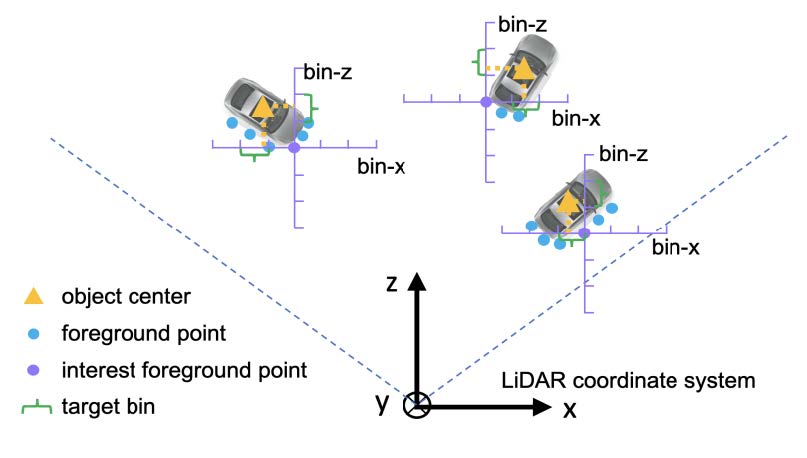 bin-z
bin-x
bin-z
bin-x
bin-z
bin-x
object center
foreground point
interest foreground point
target bin
z
y
x
LiDAR coordinate system